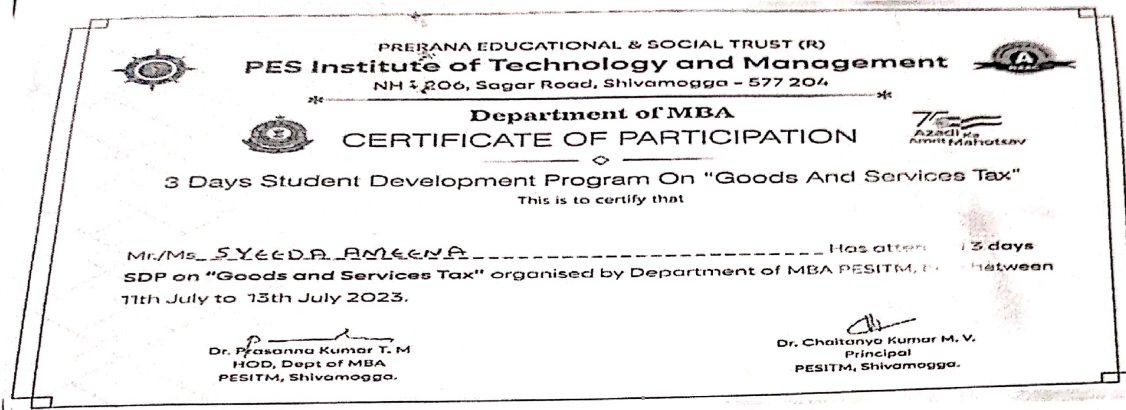 PRERANA EDUCATIONAL & SOCIAL TRUST (R)
PES Institute of Technology and Management
NH 206, Sagar Road, Shivamogga - 577 204
Department of MBA
CERTIFICATE OF PARTICIPATION
75
Azadi Ka
Amrit Mahotsav
3 Days Student Development Program On "Goods And Services Tax"
This is to certify that
Mr./Ms. SYEEDA AMEENA Has 3 days
SDP on "Goods and Services Tax" organised by Department of MBA PESITM, between
11th July to 13th July 2023.
Dr. Prasanna Kumar T. M
HOD, Dept of MBA
PESITM, Shivamogga.
Dr. Chaitanya Kumar M. V.
Principal
PESITM, Shivamogga.